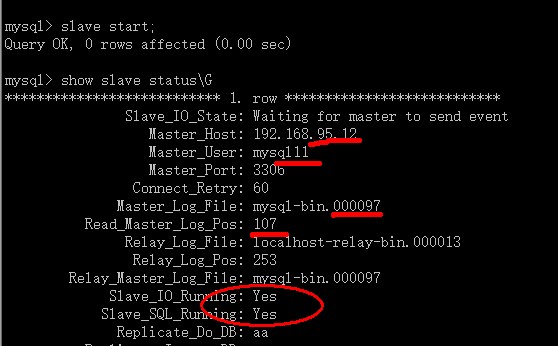 mysql> slave start;
Query OK, 0 rows affected (0.00 sec)
mysql> show slave status\G
*************************** 1. row ***************************
Slave_IO_State: Waiting for master to send event
Master_Host: 192.168.95.12
Master_User: mysql11
Master_Port: 3306
Connect_Retry: 60
Master_Log_File: mysql-bin.000097
Read_Master_Log_Pos: 107
Relay_Log_File: localhost-relay-bin.000013
Relay_Log_Pos: 253
Relay_Master_Log_File: mysql-bin.000097
Slave_IO_Running: Yes
Slave_SQL_Running: Yes
Replicate_Do_DB: aa